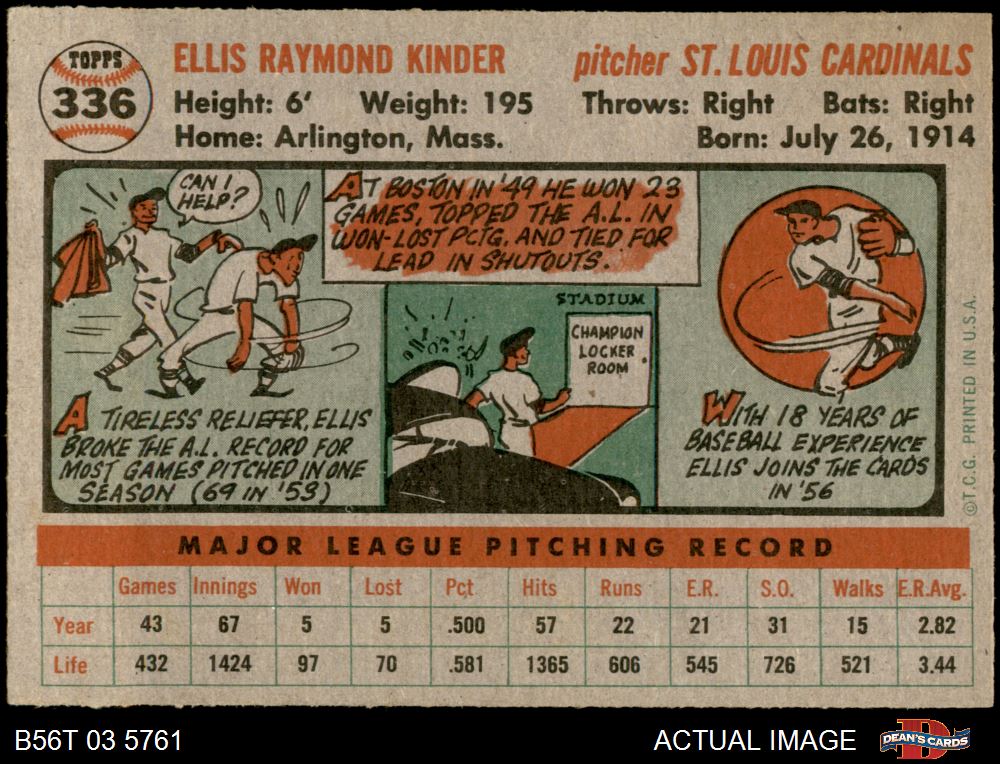 TOPPS
336
ELLIS RAYMOND KINDER
pitcher ST. LOUIS CARDINALS
Height: 6' Weight: 195 Throws: Right Bats: Right
Home: Arlington, Mass. Born: July 26, 1914
CAN I
HELP?
A TIRELESS RELIEFER, ELLIS
BROKE THE A.L. RECORD FOR
MOST GAMES PITCHED IN ONE
SEASON (69 IN '53)
AT BOSTON IN '49 HE WON 23
GAMES, TOPPED THE A.L. IN
WON-LOST PCTG. AND TIED FOR
LEAD IN SHUTOUTS.
STADIUM
CHAMPION
LOCKER
ROOM
WITH 18 YEARS OF
BASEBALL EXPERIENCE
ELLIS JOINS THE CARDS
IN '56
©T.C.G. PRINTED IN U.S.A.
MAJOR LEAGUE PITCHING RECORD
Games Innings Won Lost Pct Hits Runs E.R. S.O. Walks E.R.Avg.
Year 43 67 5 5 .500 57 22 21 31 15 2.82
Life 432 1424 97 70 .581 1365 606 545 726 521 3.44
B56T 03 5761
ACTUAL IMAGE
D
DEAN'S CARDS